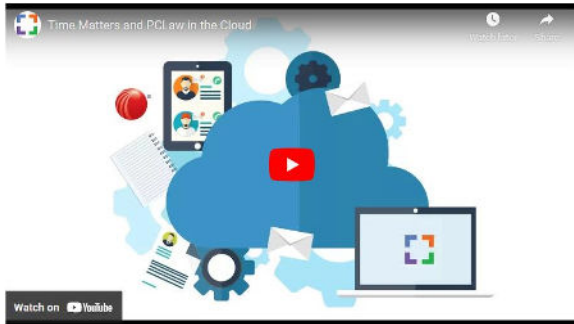 Time Matters and PCLaw in the Cloud
Watch later
Share
Watch on YouTube